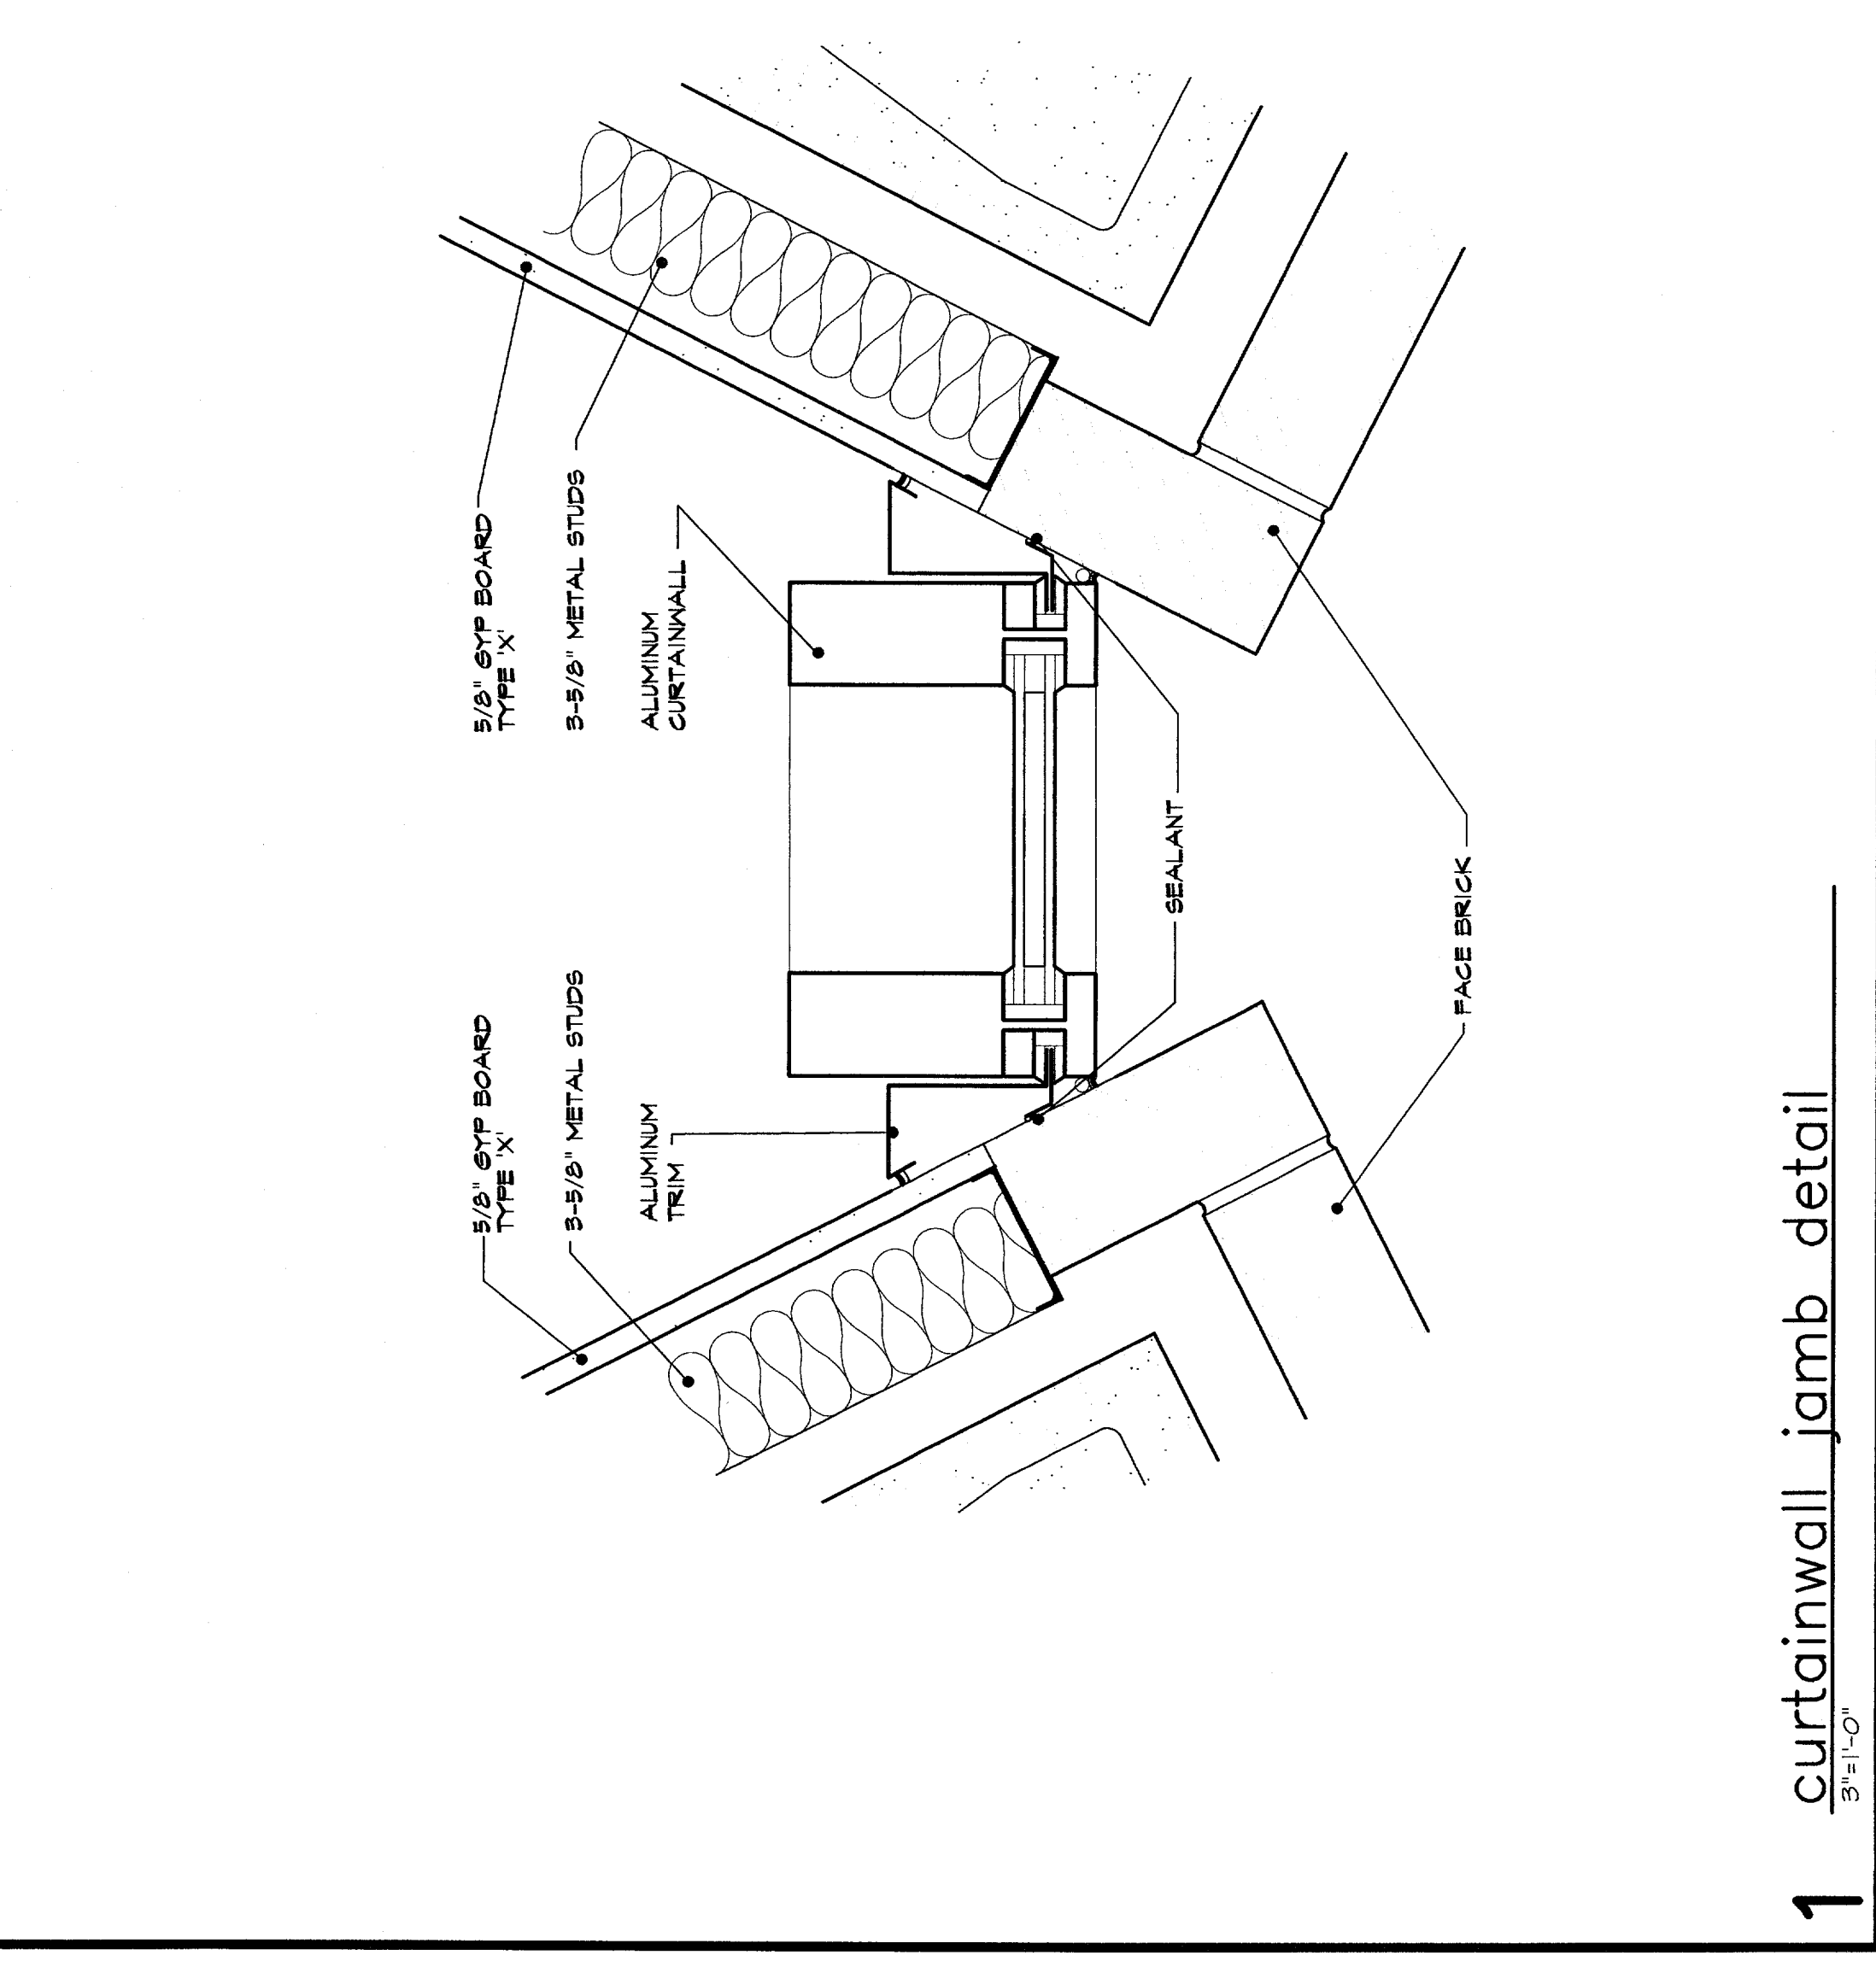 5/8" GYP BOARD
TYPE 'X'
3-5/8" METAL STUDS
ALUMINUM
TRIM
5/8" GYP BOARD
TYPE 'X'
3-5/8" METAL STUDS
ALUMINUM
CURTAINWALL
SEALANT
FACE BRICK
1 curtainwall jamb detail
3"=1'-0"